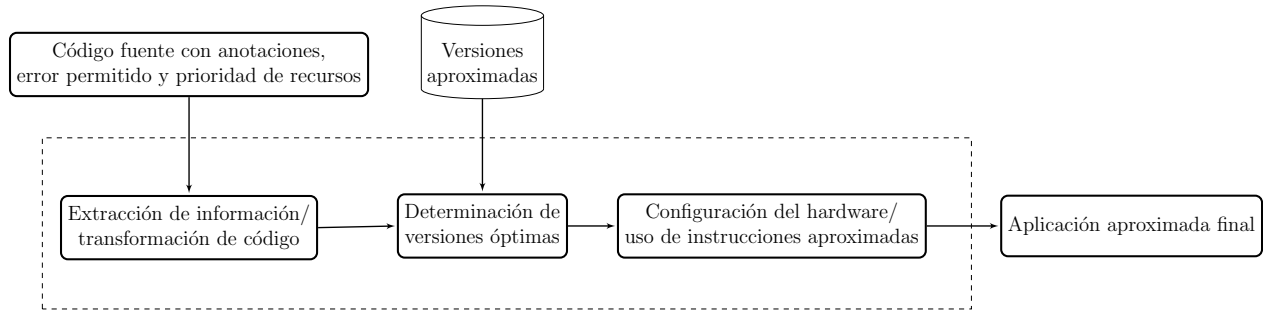 Código fuente con anotaciones,
error permitido y prioridad de recursos
Versiones
aproximadas
Extracción de información/
transformación de código
Determinación de
versiones óptimas
Configuración del hardware/
uso de instrucciones aproximadas
Aplicación aproximada final